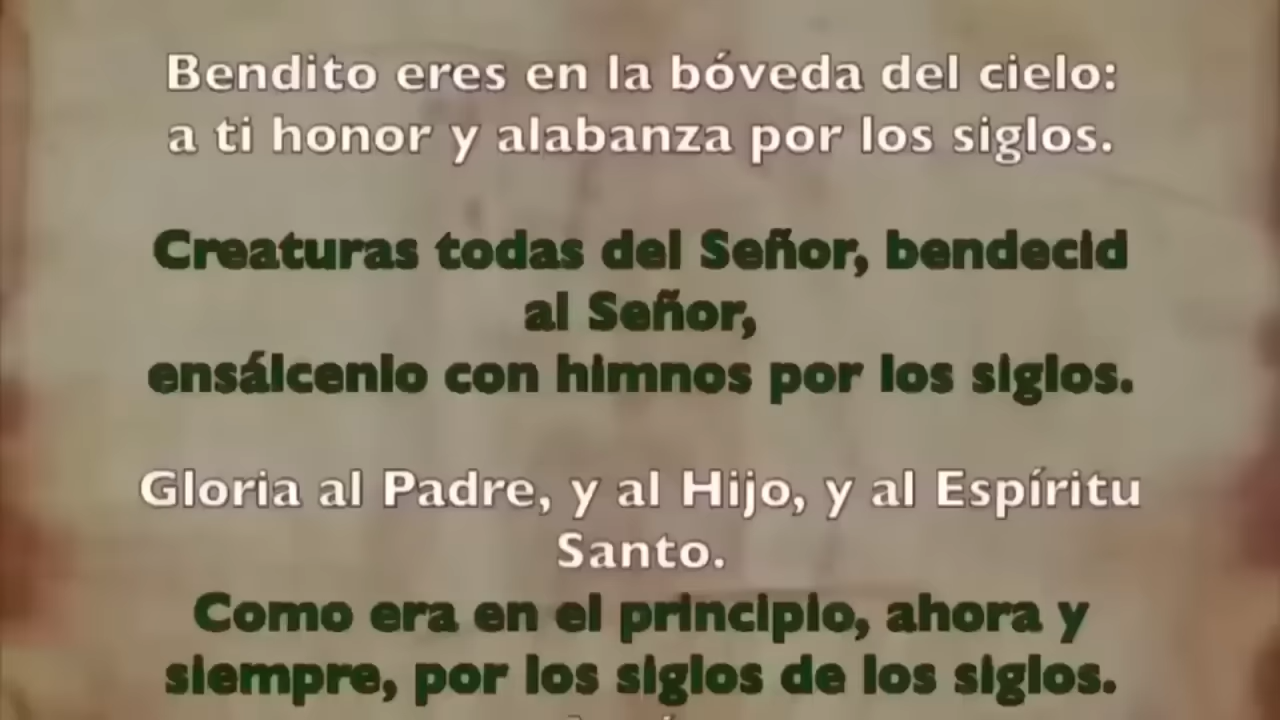 Bendito eres en la bóveda del cielo:
a ti honor y alabanza por los siglos.
Creaturas todas del Señor, bendecid
al Señor,
ensálcenlo con himnos por los siglos.
Gloria al Padre, y al Hijo, y al Espíritu
Santo.
Como era en el principio, ahora y
siempre, por los siglos de los siglos.